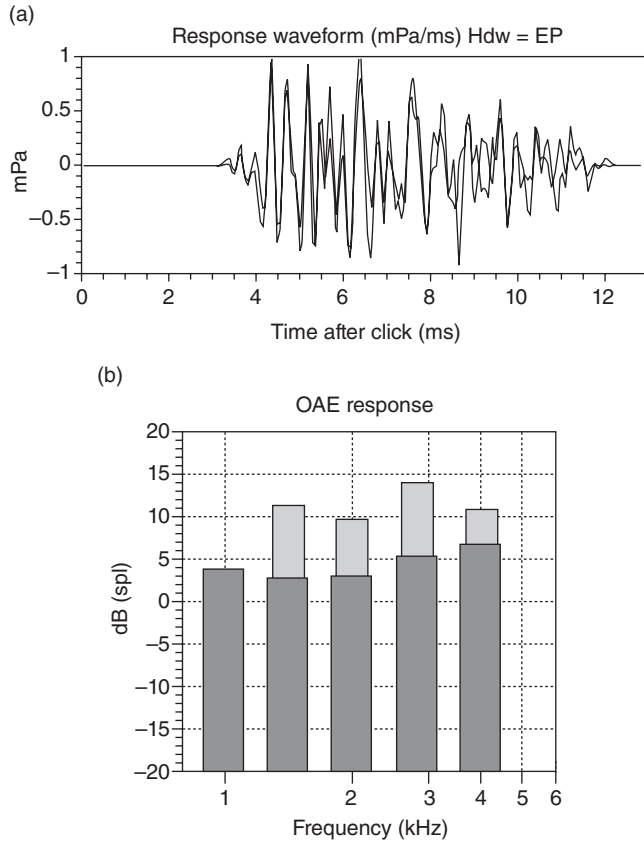 (a)
Response waveform (mPa/ms) Hdw = EP
1
0.5
0
−0.5
−1
mPa
0 2 4 6 8 10 12
Time after click (ms)
(b)
OAE response
20
15
10
5
0
−5
−10
−15
−20
dB (spl)
1 2 3 4 5 6
Frequency (kHz)